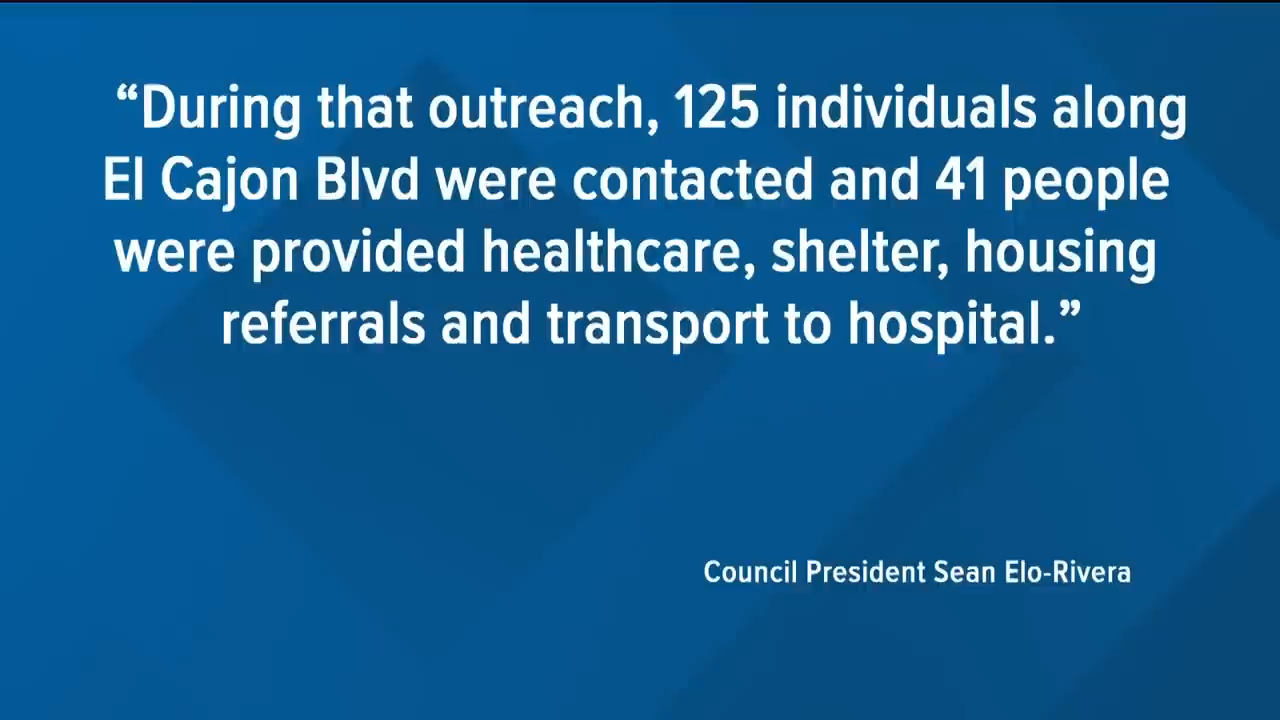 “During that outreach, 125 individuals along
El Cajon Blvd were contacted and 41 people
were provided healthcare, shelter, housing
referrals and transport to hospital.”
Council President Sean Elo-Rivera